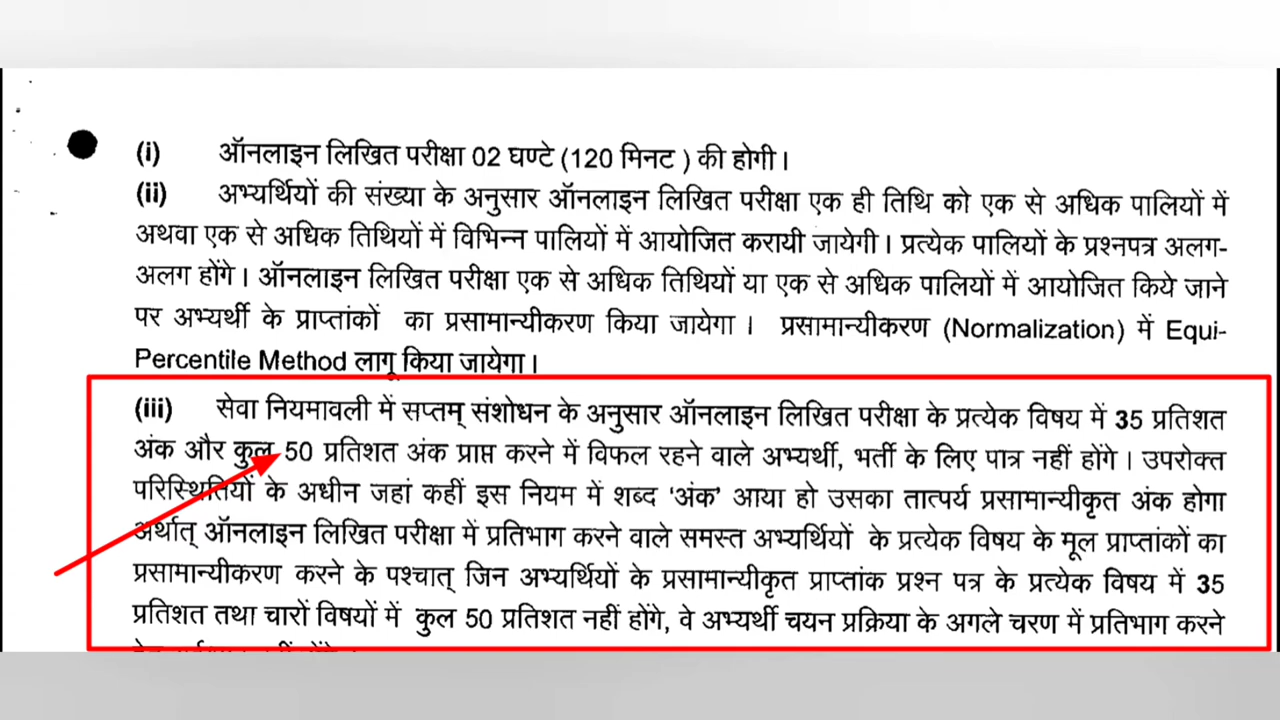 (i) ऑनलाइन लिखित परीक्षा 02 घण्टे (120 मिनट ) की होगी।
(ii) अभ्यर्थियों की संख्या के अनुसार ऑनलाइन लिखित परीक्षा एक ही तिथि को एक से अधिक पालियों में
अथवा एक से अधिक तिथियों में विभिन्न पालियों में आयोजित करायी जायेगी। प्रत्येक पालियों के प्रश्नपत्र अलग-
अलग होंगे। ऑनलाइन लिखित परीक्षा एक से अधिक तिथियों या एक से अधिक पालियों में आयोजित किये जाने
पर अभ्यर्थी के प्राप्तांकों का प्रसामान्यीकरण किया जायेगा। प्रसामान्यीकरण (Normalization) में Equi-
Percentile Method लागू किया जायेगा।
(iii) सेवा नियमावली में सप्तम् संशोधन के अनुसार ऑनलाइन लिखित परीक्षा के प्रत्येक विषय में 35 प्रतिशत
अंक और कुल 50 प्रतिशत अंक प्राप्त करने में विफल रहने वाले अभ्यर्थी, भर्ती के लिए पात्र नहीं होंगे। उपरोक्त
परिस्थितियों के अधीन जहां कहीं इस नियम में शब्द 'अंक' आया हो उसका तात्पर्य प्रसामान्यीकृत अंक होगा
अर्थात् ऑनलाइन लिखित परीक्षा में प्रतिभाग करने वाले समस्त अभ्यर्थियों के प्रत्येक विषय के मूल प्राप्तांकों का
प्रसामान्यीकरण करने के पश्चात् जिन अभ्यर्थियों के प्रसामान्यीकृत प्राप्तांक प्रश्न पत्र के प्रत्येक विषय में 35
प्रतिशत तथा चारों विषयों में कुल 50 प्रतिशत नहीं होंगे, वे अभ्यर्थी चयन प्रक्रिया के अगले चरण में प्रतिभाग करने